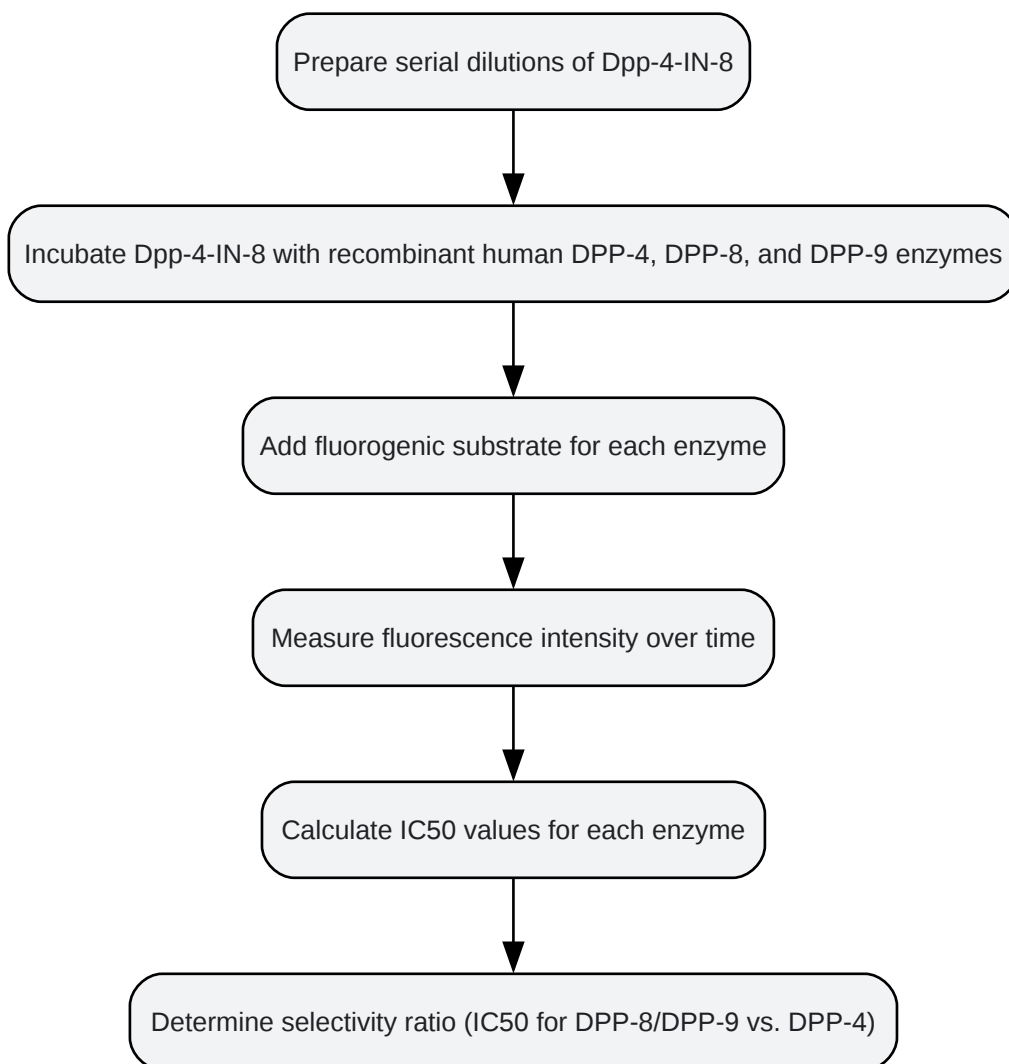 Prepare serial dilutions of Dpp-4-IN-8
Incubate Dpp-4-IN-8 with recombinant human DPP-4, DPP-8, and DPP-9 enzymes
Add fluorogenic substrate for each enzyme
Measure fluorescence intensity over time
Calculate IC50 values for each enzyme
Determine selectivity ratio (IC50 for DPP-8/DPP-9 vs. DPP-4)